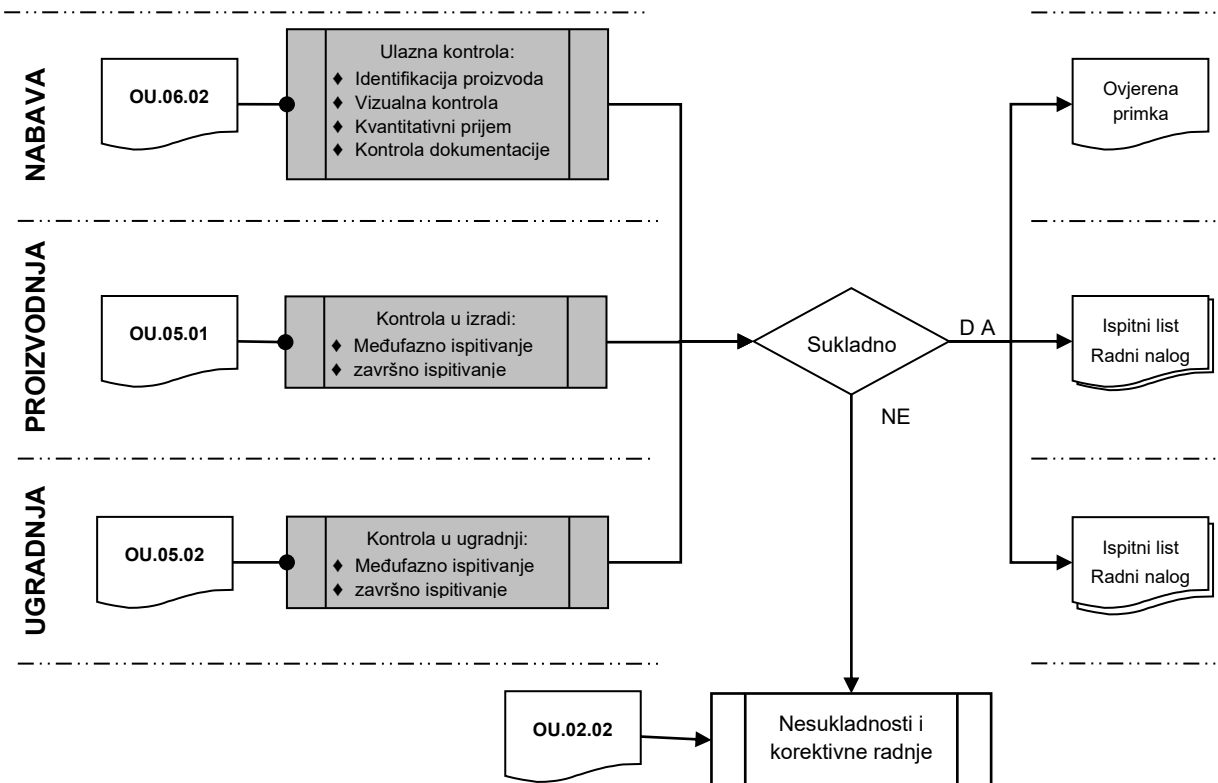 NABAVA
OU.06.02
Ulazna kontrola:
♦ Identifikacija proizvoda
♦ Vizualna kontrola
♦ Kvantitativni prijem
♦ Kontrola dokumentacije
Ovjerena
primka
PROIZVODNJA
OU.05.01
Kontrola u izradi:
♦ Međufazno ispitivanje
♦ završno ispitivanje
Sukladno
D A
NE
Ispitni list
Radni nalog
UGRADNJA
OU.05.02
Kontrola u ugradnji:
♦ Međufazno ispitivanje
♦ završno ispitivanje
Ispitni list
Radni nalog
OU.02.02
Nesukladnosti i
korektivne radnje